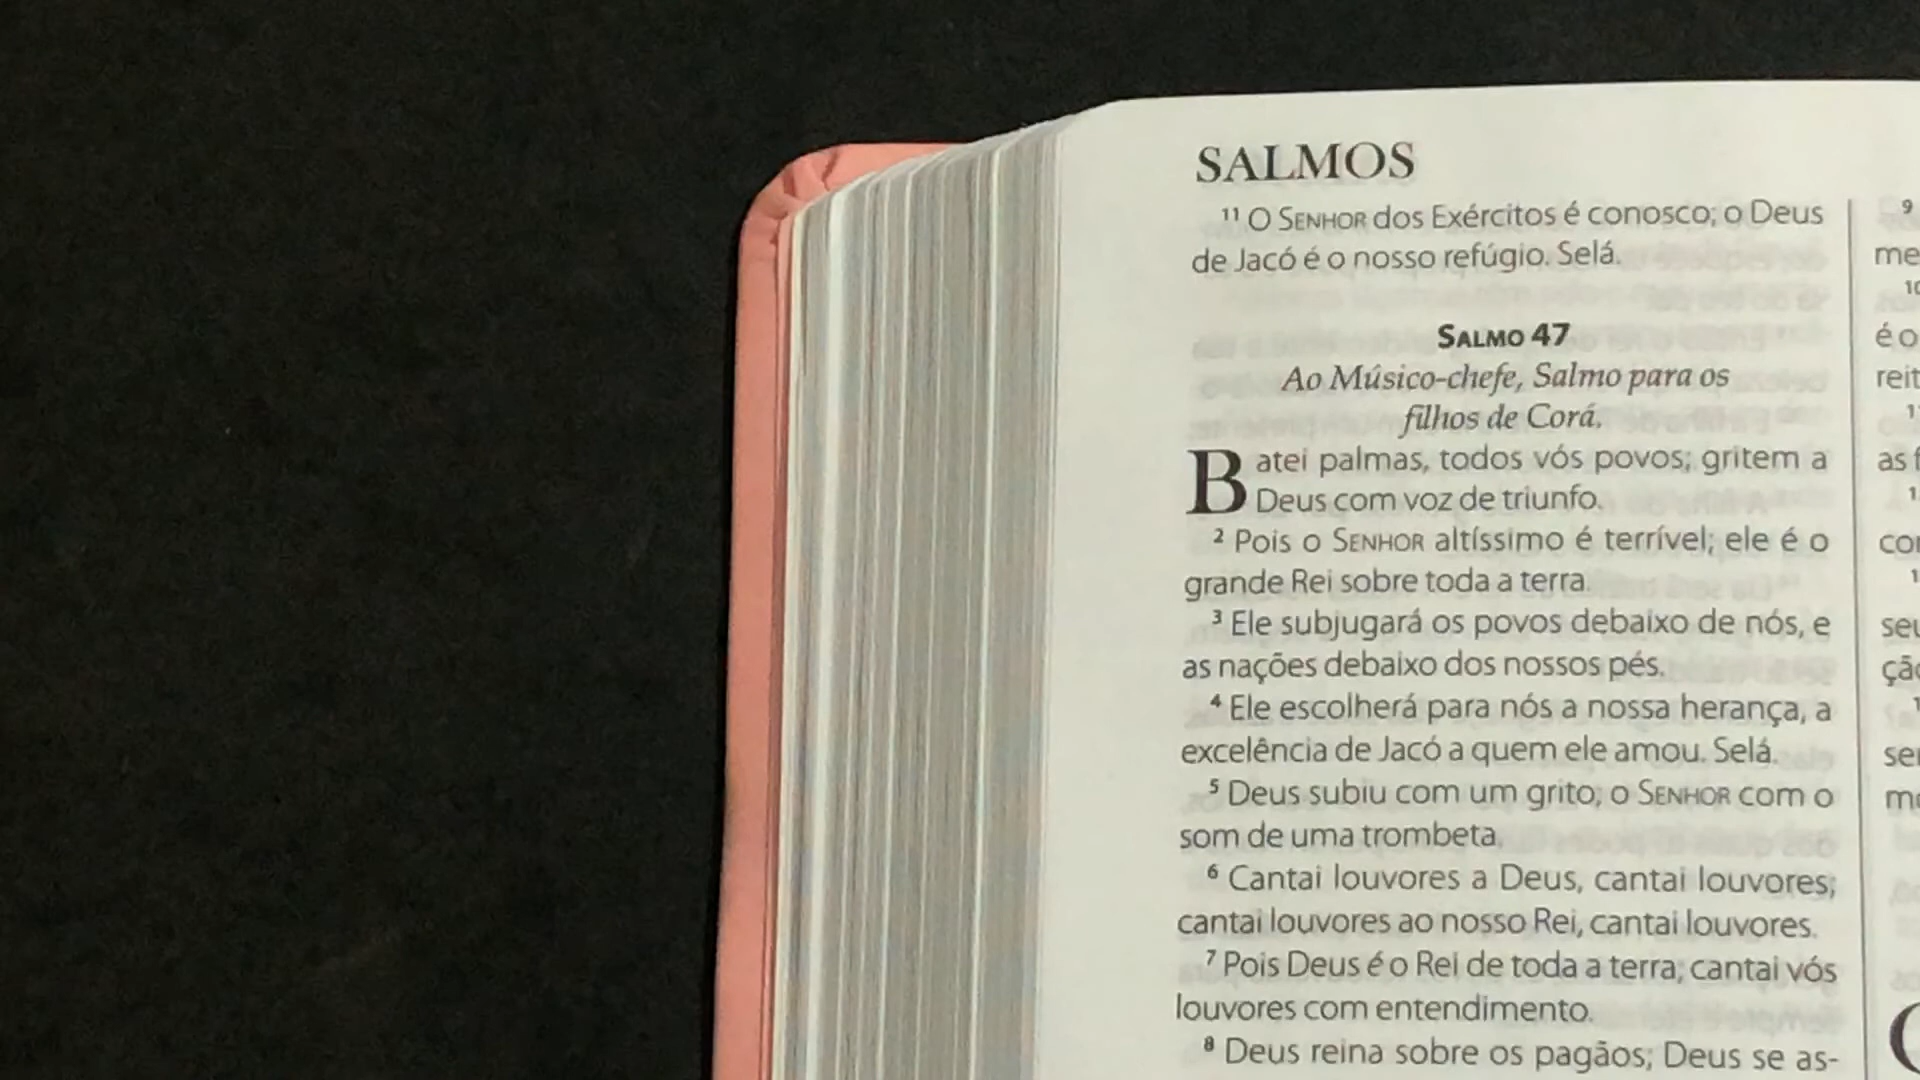 SALMOS
11 O SENHOR dos Exércitos é conosco; o Deus
de Jacó é o nosso refúgio. Selá.
SALMO 47
Ao Músico-chefe, Salmo para os
filhos de Corá.
Batei palmas, todos vós povos; gritem a
Deus com voz de triunfo.
2 Pois o SENHOR altíssimo é terrível; ele é o
grande Rei sobre toda a terra.
3 Ele subjugará os povos debaixo de nós, e
as nações debaixo dos nossos pés.
4 Ele escolherá para nós a nossa herança, a
excelência de Jacó a quem ele amou. Selá.
5 Deus subiu com um grito, o SENHOR com o
som de uma trombeta.
6 Cantai louvores a Deus, cantai louvores;
cantai louvores ao nosso Rei, cantai louvores.
7 Pois Deus é o Rei de toda a terra; cantai vós
louvores com entendimento.
8 Deus reina sobre os pagãos; Deus se as-
9
10
é o